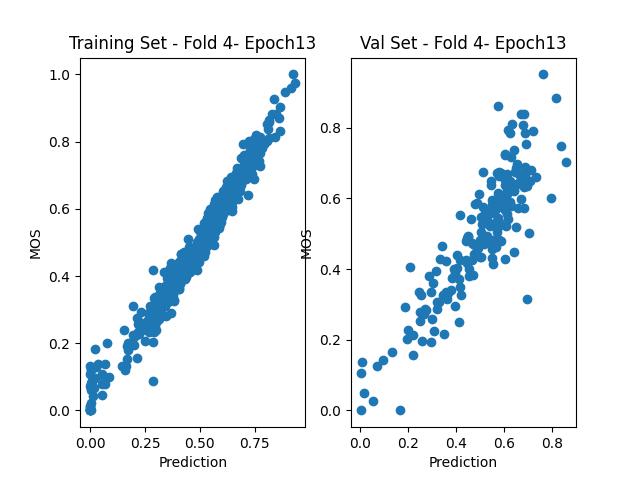 Training Set - Fold 4- Epoch13
Val Set - Fold 4- Epoch13
1.0
0.8
0.6
0.4
0.2
0.0
MOS
0.00 0.25 0.50 0.75
Prediction
0.8
0.6
0.4
0.2
0.0
MOS
0.0 0.2 0.4 0.6 0.8
Prediction